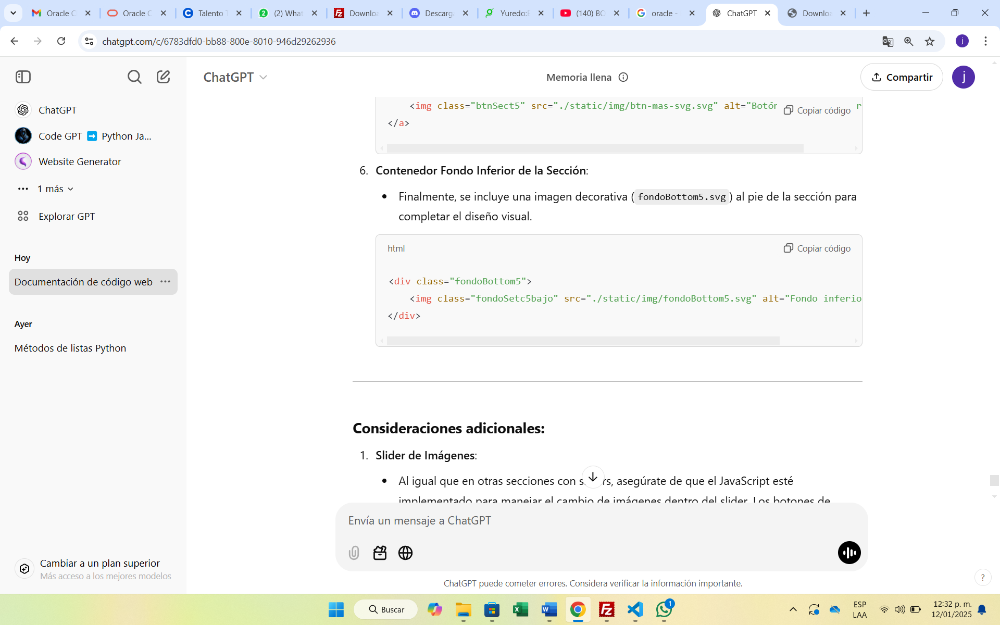 Oracle C
Oracle C
Talento T
(2) What
Downloa
Descarga
Yuredo:E
(140) BO
oracle -
ChatGPT
Downloa
chatgpt.com/c/6783dfd0-bb88-800e-8010-946d29262936
j
ChatGPT
Memoria llena
Compartir
j
ChatGPT
Code GPT ➡️ Python Ja...
Website Generator
1 más
Explorar GPT
Hoy
Documentación de código web
Ayer
Métodos de listas Python
Cambiar a un plan superior
Más acceso a los mejores modelos
<img class="btnSect5" src="./static/img/btn-mas-svg.svg" alt="Botón
Copiar código
</a>
6. Contenedor Fondo Inferior de la Sección:
• Finalmente, se incluye una imagen decorativa ( fondoBottom5.svg ) al pie de la sección para
completar el diseño visual.
html
Copiar código
<div class="fondoBottom5">
<img class="fondoSetc5bajo" src="./static/img/fondoBottom5.svg" alt="Fondo inferio
</div>
Consideraciones adicionales:
1. Slider de Imágenes:
• Al igual que en otras secciones con s rs, asegúrate de que el JavaScript esté
implementado para manejar el cambio de imágenes dentro del slider. Los botones de
Envía un mensaje a ChatGPT
ChatGPT puede cometer errores. Considera verificar la información importante.
?
Buscar
1
ESP
LAA
12:32 p. m.
12/01/2025